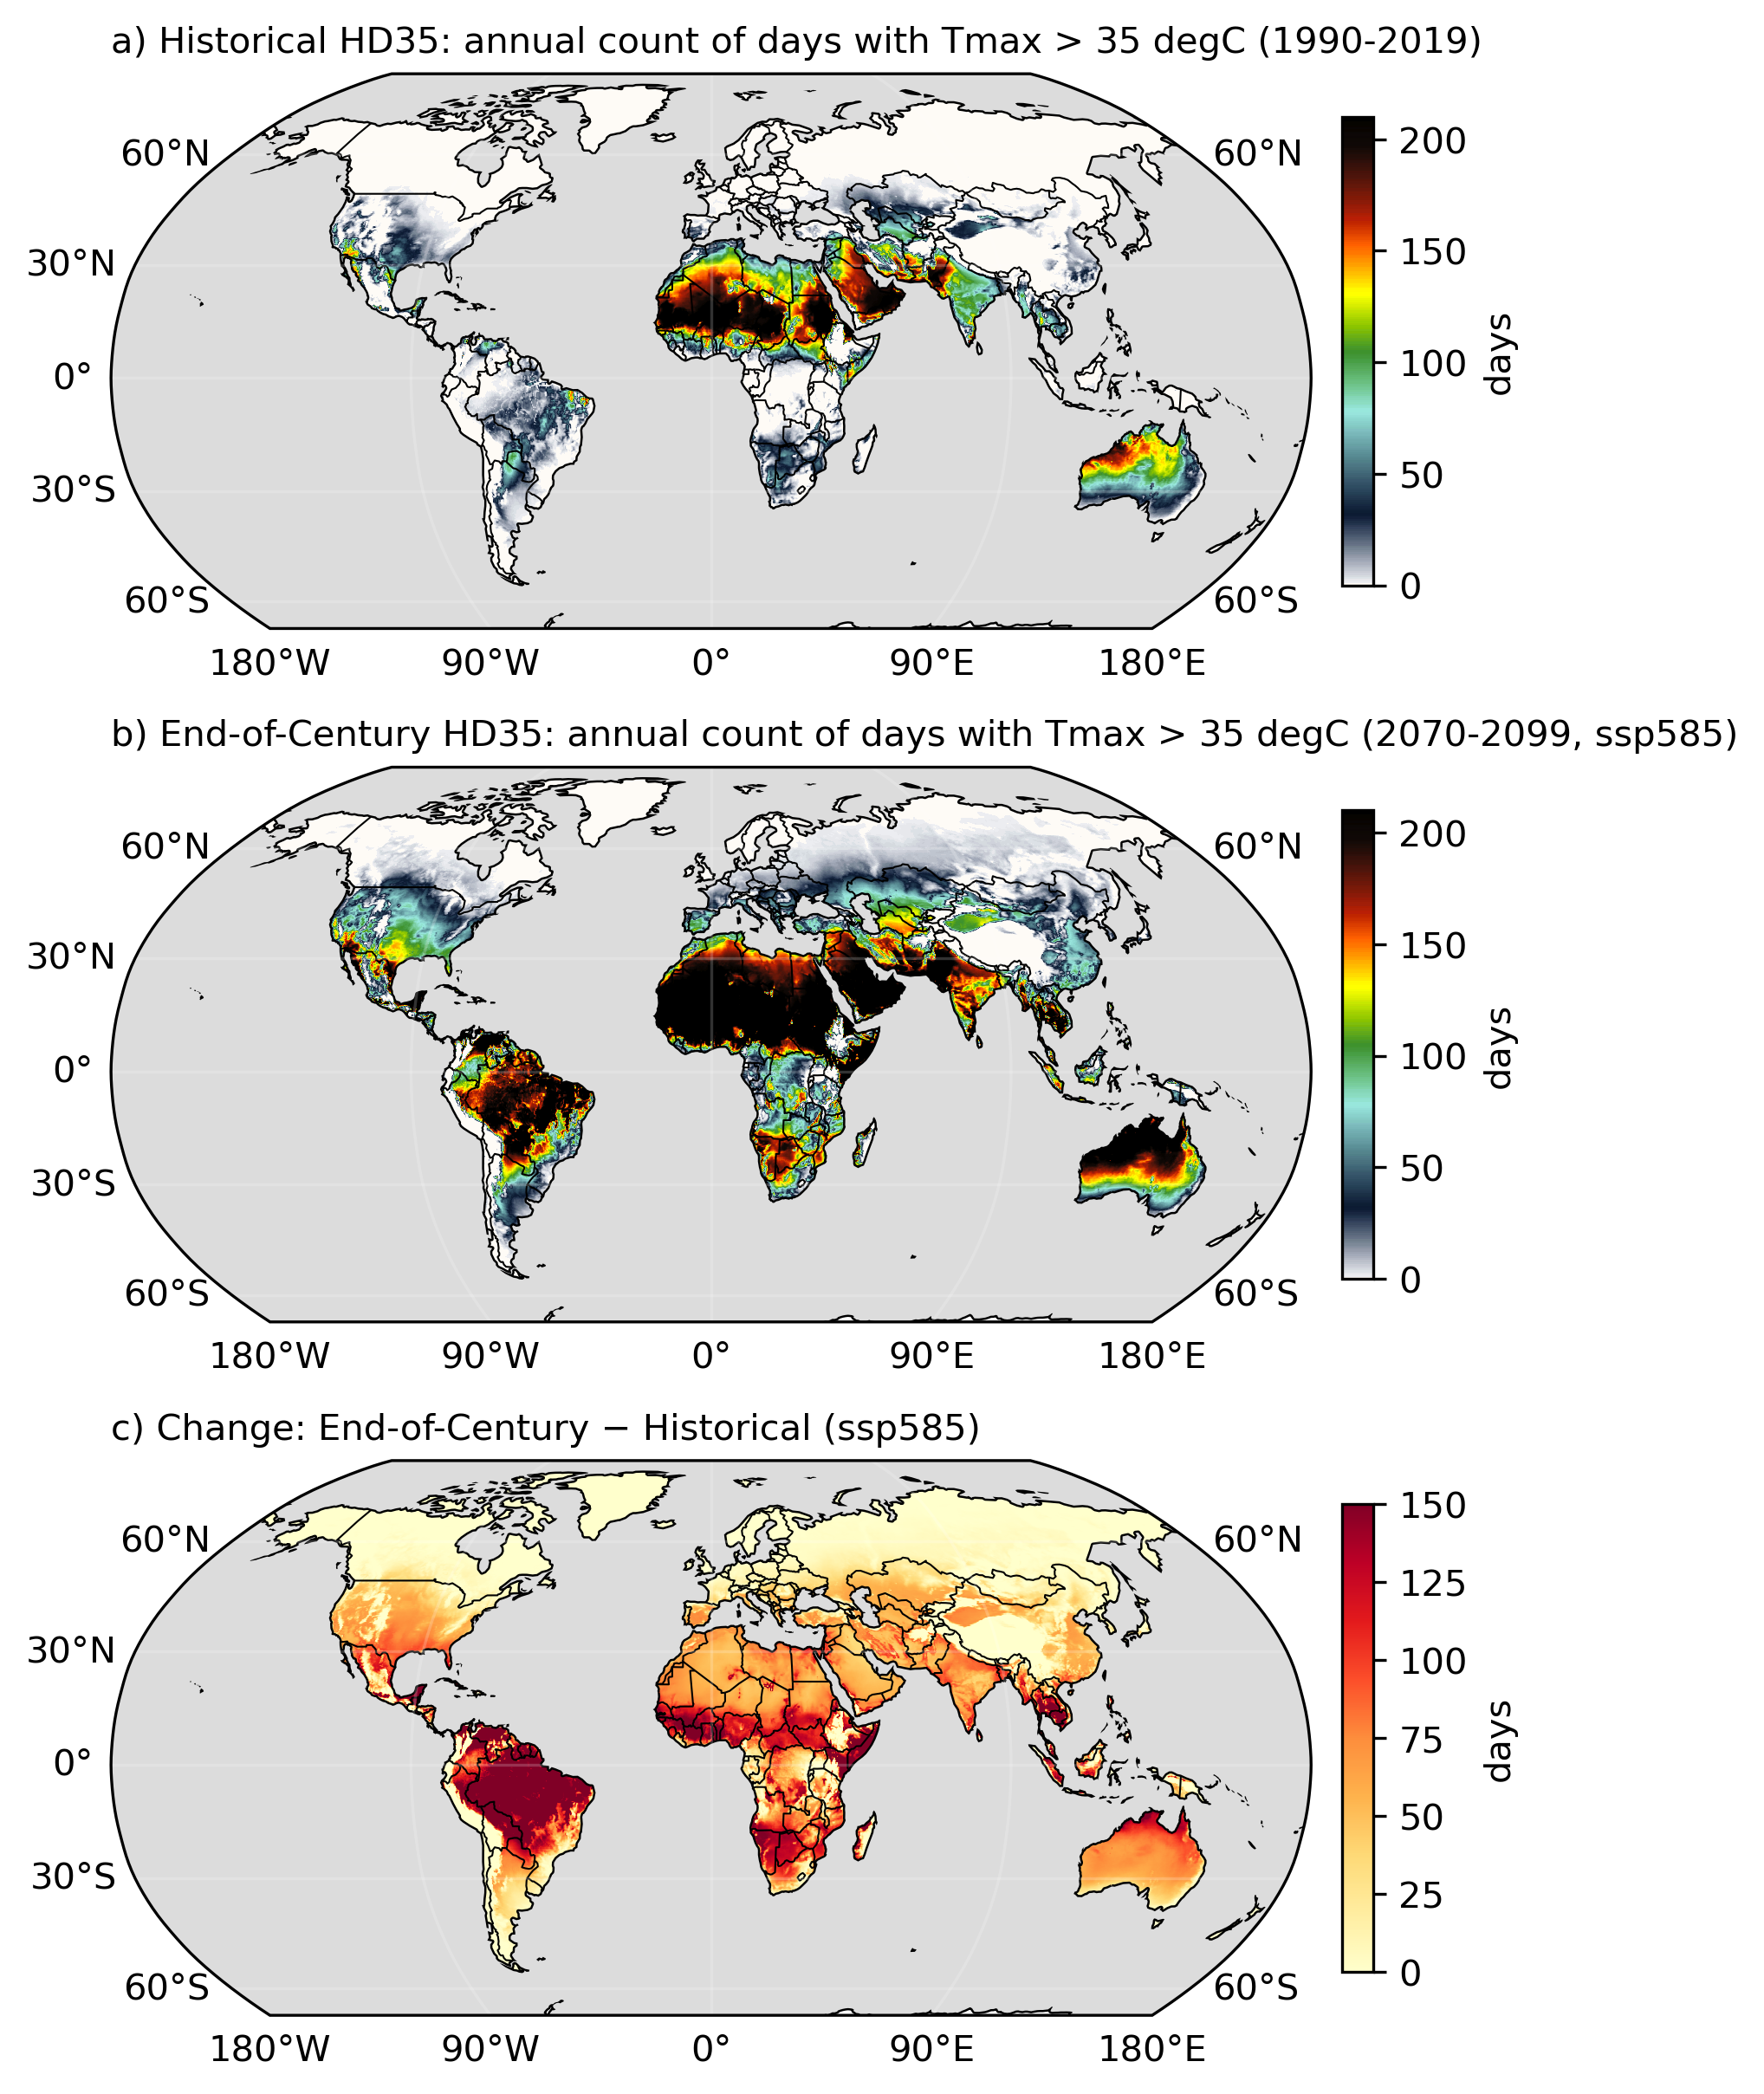 a) Historical HD35: annual count of days with Tmax > 35 degC (1990-2019)
60°N
60°N
30°N
0°
30°S
60°S
60°S
180°W
90°W
0°
90°E
180°E
200
150
100
50
0
days
b) End-of-Century HD35: annual count of days with Tmax > 35 degC (2070-2099, ssp585)
60°N
60°N
30°N
0°
30°S
60°S
60°S
180°W
90°W
0°
90°E
180°E
200
150
100
50
0
days
c) Change: End-of-Century − Historical (ssp585)
60°N
60°N
30°N
0°
30°S
60°S
60°S
180°W
90°W
0°
90°E
180°E
150
125
100
75
50
25
0
days